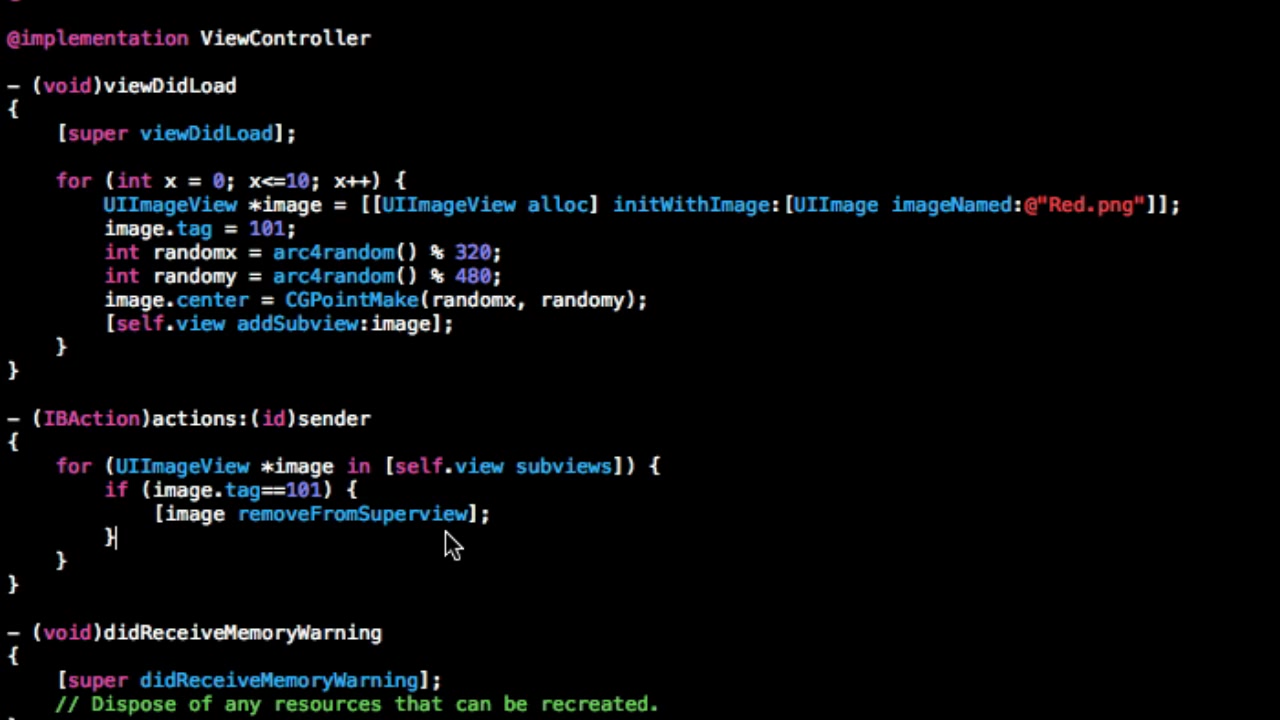 @implementation ViewController
- (void)viewDidLoad
{
[super viewDidLoad];
for (int x = 0; x<=10; x++) {
UIImageView *image = [[UIImageView alloc] initWithImage:[UIImage imageNamed:@"Red.png"]];
image.tag = 101;
int randomx = arc4random() % 320;
int randomy = arc4random() % 480;
image.center = CGPointMake(randomx, randomy);
[self.view addSubview:image];
}
}
- (IBAction)actions:(id)sender
{
for (UIImageView *image in [self.view subviews]) {
if (image.tag==101) {
[image removeFromSuperview];
}
}
}
- (void)didReceiveMemoryWarning
{
[super didReceiveMemoryWarning];
// Dispose of any resources that can be recreated.